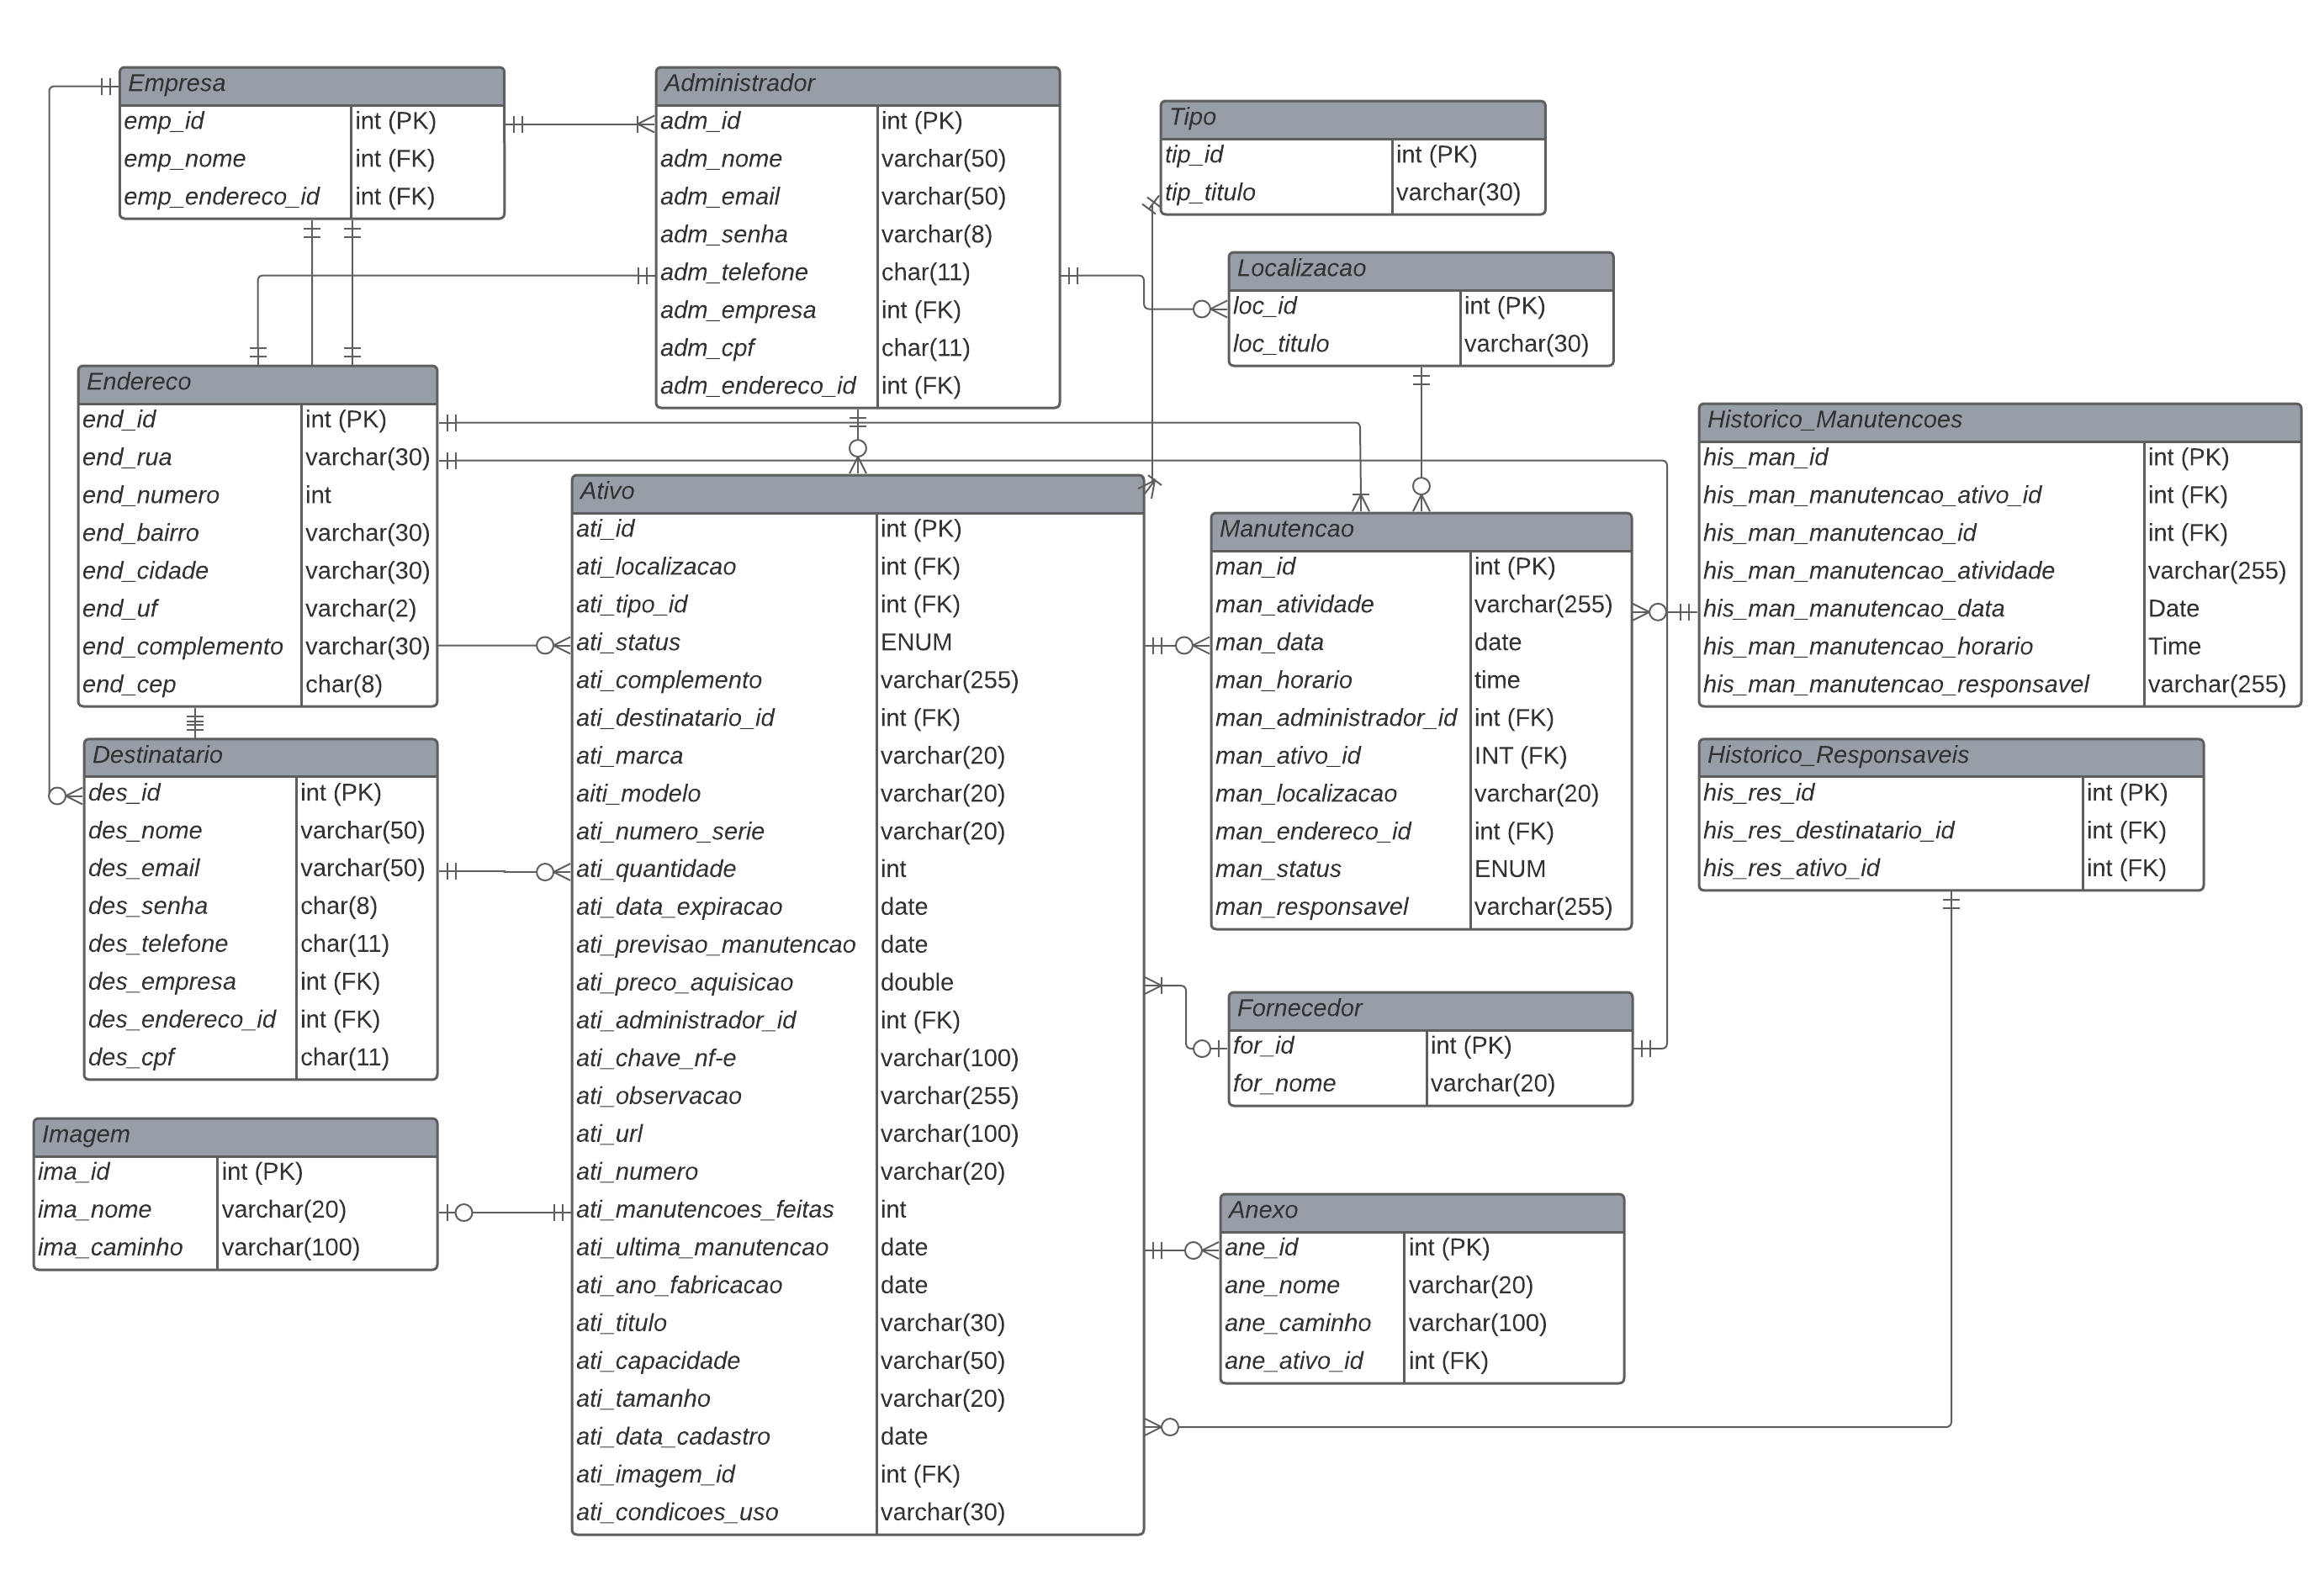 Empresa
emp_id int (PK)
emp_nome int (FK)
emp_endereco_id int (FK)
Administrador
adm_id int (PK)
adm_nome varchar(50)
adm_email varchar(50)
adm_senha varchar(8)
adm_telefone char(11)
adm_empresa int (FK)
adm_cpf char(11)
adm_endereco_id int (FK)
Tipo
tip_id int (PK)
tip_titulo varchar(30)
Localizacao
loc_id int (PK)
loc_titulo varchar(30)
Endereco
end_id int (PK)
end_rua varchar(30)
end_numero int
end_bairro varchar(30)
end_cidade varchar(30)
end_uf varchar(2)
end_complemento varchar(30)
end_cep char(8)
Ativo
ati_id int (PK)
ati_localizacao int (FK)
ati_tipo_id int (FK)
ati_status ENUM
ati_complemento varchar(255)
ati_destinatario_id int (FK)
ati_marca varchar(20)
aiti_modelo varchar(20)
ati_numero_serie varchar(20)
ati_quantidade int
ati_data_expiracao date
ati_previsao_manutencao date
ati_preco_aquisicao double
ati_administrador_id int (FK)
ati_chave_nf-e varchar(100)
ati_observacao varchar(255)
ati_url varchar(100)
ati_numero varchar(20)
ati_manutencoes_feitas int
ati_ultima_manutencao date
ati_ano_fabricacao date
ati_titulo varchar(30)
ati_capacidade varchar(50)
ati_tamanho varchar(20)
ati_data_cadastro date
ati_imagem_id int (FK)
ati_condicoes_uso varchar(30)
Manutencao
man_id int (PK)
man_atividade varchar(255)
man_data date
man_horario time
man_administrador_id int (FK)
man_ativo_id INT (FK)
man_localizacao varchar(20)
man_endereco_id int (FK)
man_status ENUM
man_responsavel varchar(255)
Historico_Manutencoes
his_man_id int (PK)
his_man_manutencao_ativo_id int (FK)
his_man_manutencao_id int (FK)
his_man_manutencao_atividade varchar(255)
his_man_manutencao_data Date
his_man_manutencao_horario Time
his_man_manutencao_responsavel varchar(255)
Historico_Responsaveis
his_res_id int (PK)
his_res_destinatario_id int (FK)
his_res_ativo_id int (FK)
Destinatario
des_id int (PK)
des_nome varchar(50)
des_email varchar(50)
des_senha char(8)
des_telefone char(11)
des_empresa int (FK)
des_endereco_id int (FK)
des_cpf char(11)
Fornecedor
for_id int (PK)
for_nome varchar(20)
Imagem
ima_id int (PK)
ima_nome varchar(20)
ima_caminho varchar(100)
Anexo
ane_id int (PK)
ane_nome varchar(20)
ane_caminho varchar(100)
ane_ativo_id int (FK)